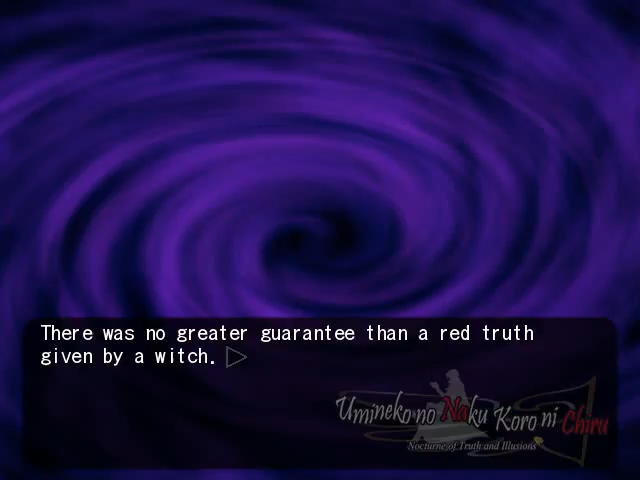 There was no greater guarantee than a red truth
given by a witch.
Umineko no Naku Koro ni Chiru
Nocturne of Truth and Illusions